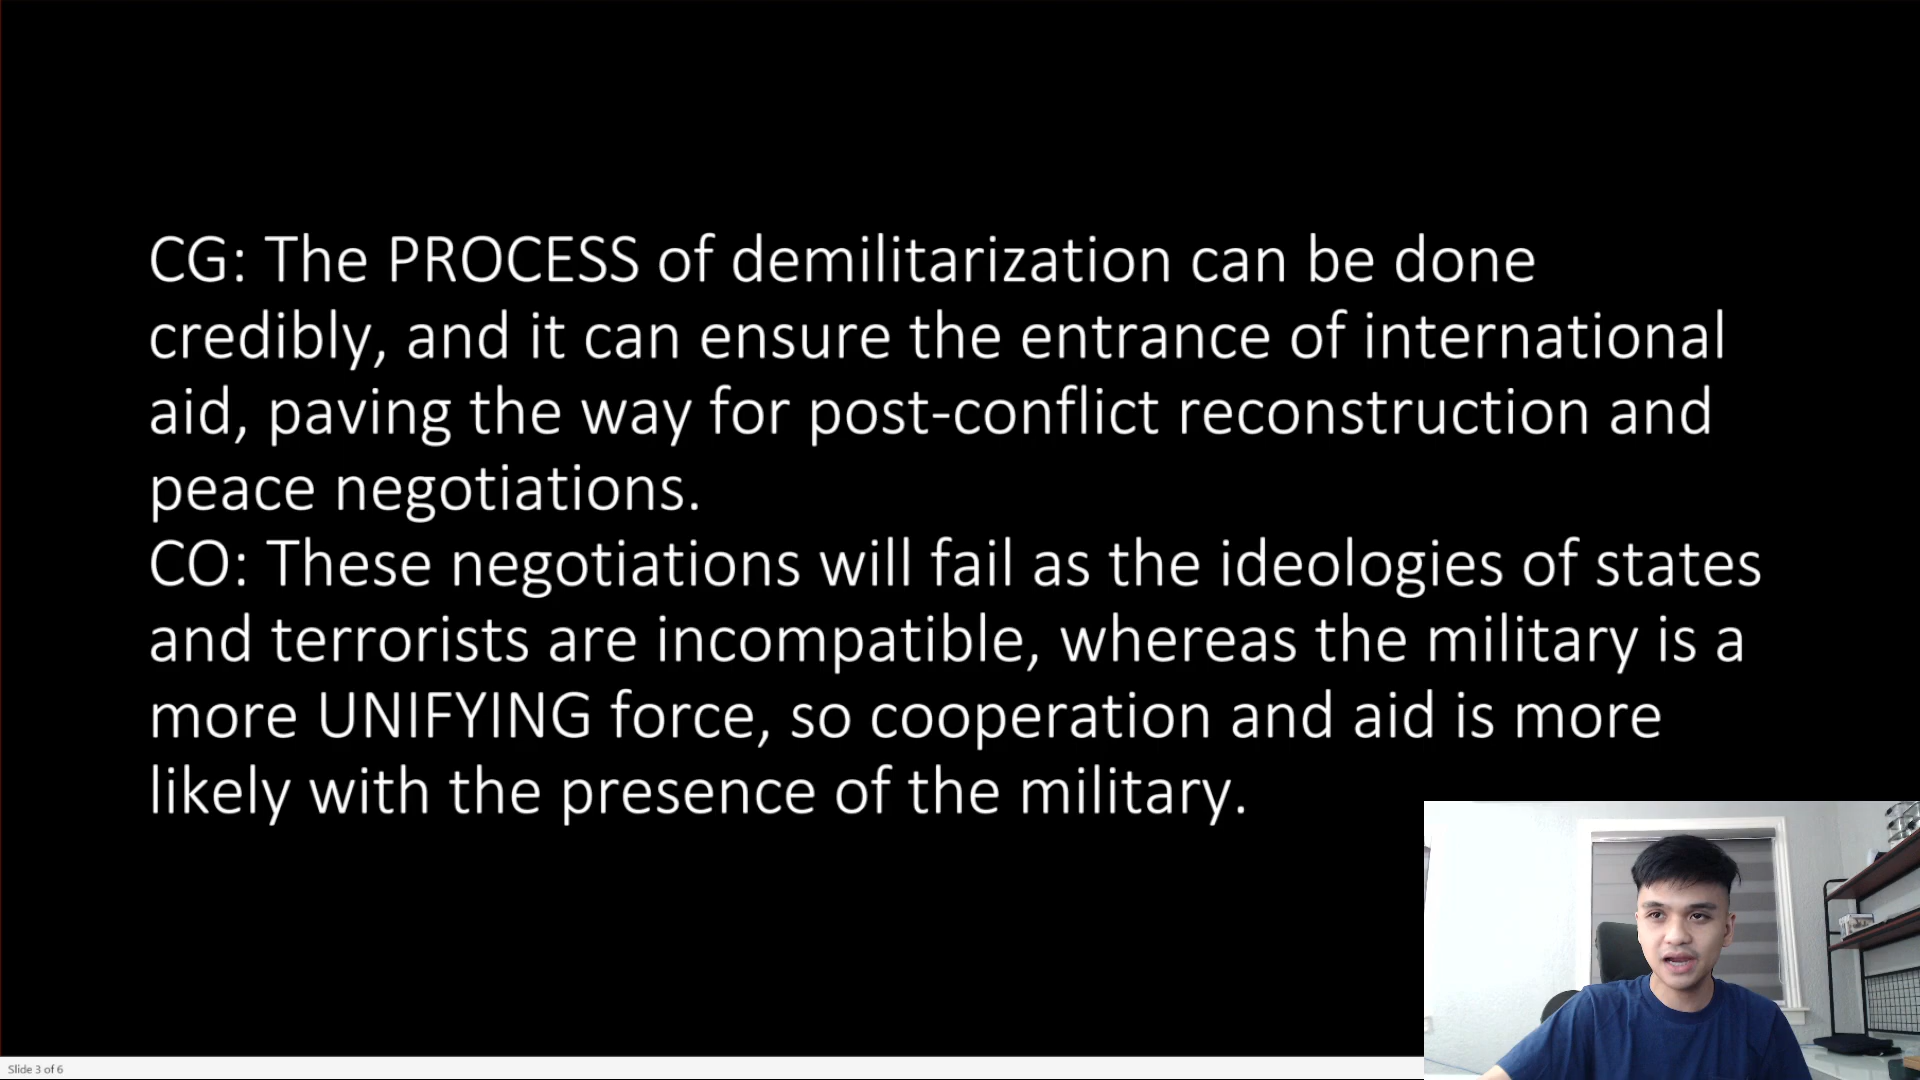 CG: The PROCESS of demilitarization can be done
credibly, and it can ensure the entrance of international
aid, paving the way for post-conflict reconstruction and
peace negotiations.
CO: These negotiations will fail as the ideologies of states
and terrorists are incompatible, whereas the military is a
more UNIFYING force, so cooperation and aid is more
likely with the presence of the military.
Slide 3 of 6